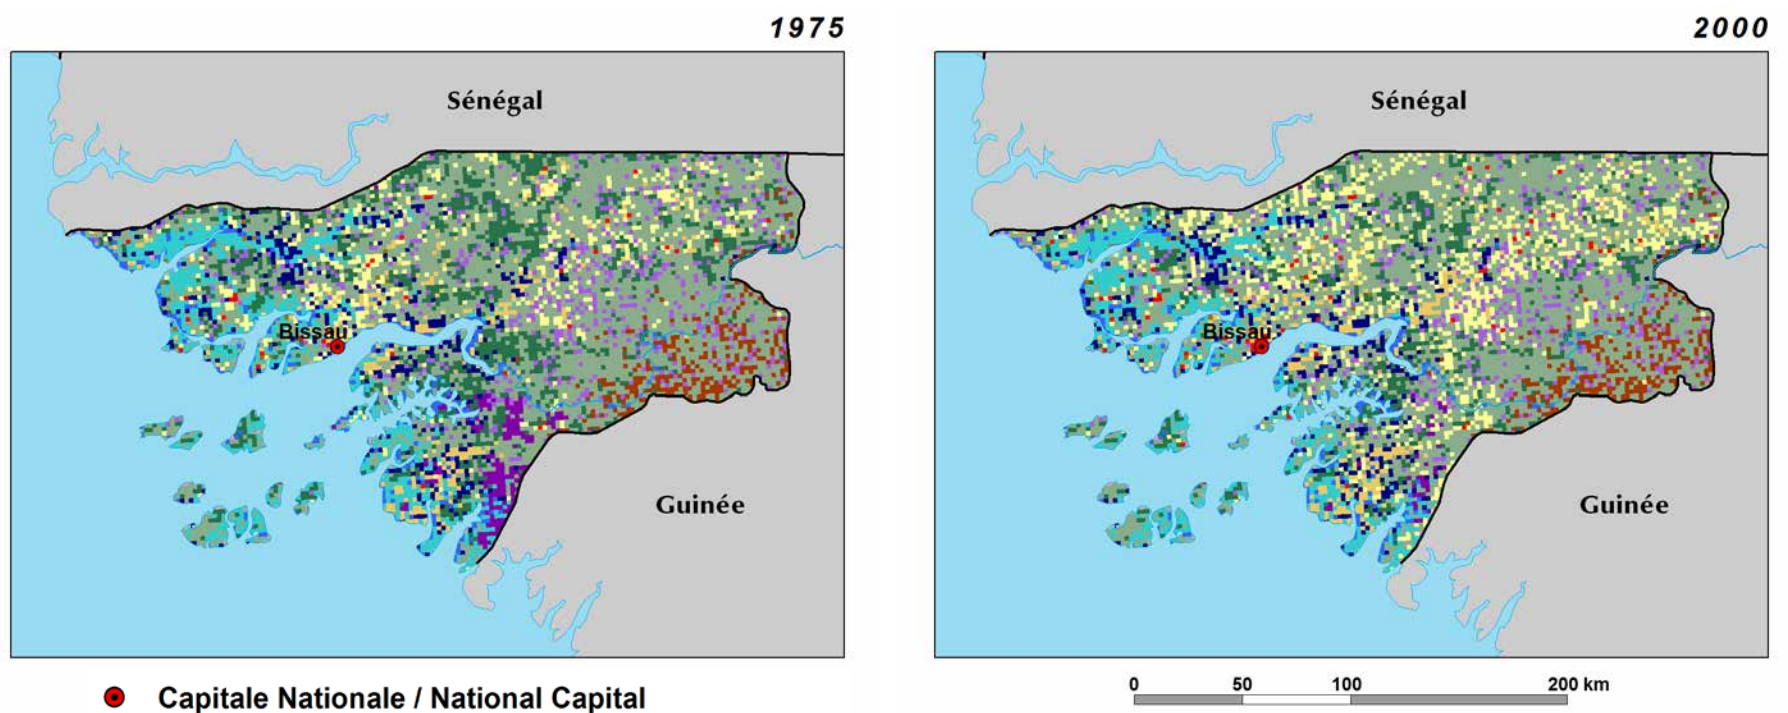 1975
2000
Sénégal
Sénégal
Bissau
Bissau
Guinée
Guinée
Capitale Nationale / National Capital
0 50 100 200 km